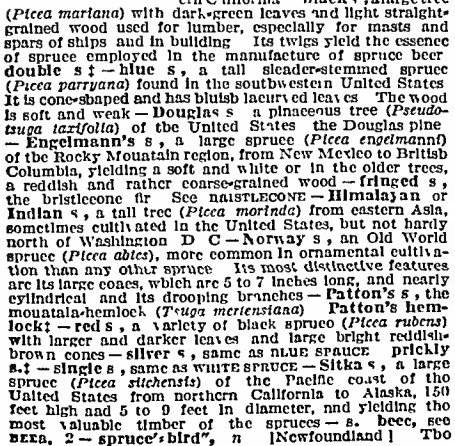 (Picea mariana) with dark-green leaves and light straight-
grained wood used for lumber, especially for masts and
spars of ships and in building Its twigs yield the essence
of spruce employed in the manufacture of spruce beer
double s ‡ — blue s, a tall slender-stemmed spruce
(Picea parryana) found in the southwestern United States
It is cone-shaped and has bluish lacurved leaves The wood
is soft and weak — Douglas s a pinaceous tree (Pseudo-
tsuga taxifolia) of the United States the Douglas pine
— Engelmann's s, a large spruce (Picea engelmanni)
of the Rocky Mountain region, from New Mexico to British
Columbia, yielding a soft and white or in the older trees,
a reddish and rather coarse-grained wood — fringed s,
the bristlecone fir See BRISTLECONE — Himalayan or
Indian s, a tall tree (Picea morinda) from eastern Asia,
sometimes cultivated in the United States, but not hardy
north of Washington D C — Norway s, an Old World
spruce (Picea abies), more common in ornamental cultiva-
tion than any other spruce Its most distinctive features
are its large cones, which are 5 to 7 inches long, and nearly
cylindrical and its drooping branches — Patton's s, the
mountain-hemlock (Tsuga mertensiana) Patton's hem-
lock‡ — red s, a variety of black spruce (Picea rubens)
with larger and darker leaves and large bright reddish-
brown cones — silver s, same as BLUE SPRUCE prickly
s.‡ — single s, same as WHITE SPRUCE — Sitka s, a large
spruce (Picea sitchensis) of the Pacific coast of the
United States from northern California to Alaska, 150
feet high and 5 to 9 feet in diameter, and yielding the
most valuable timber of the spruces — s. beer, see
BEER, 2 — spruce's-bird", n [Newfoundland] The